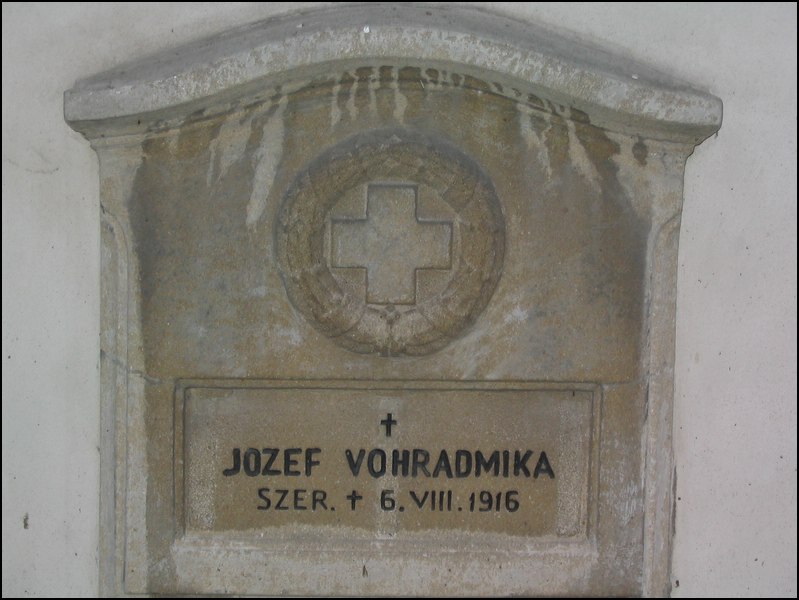 ✝
JOZEF VOHRADMIKA
SZER. ✝ 6. VIII. 1916